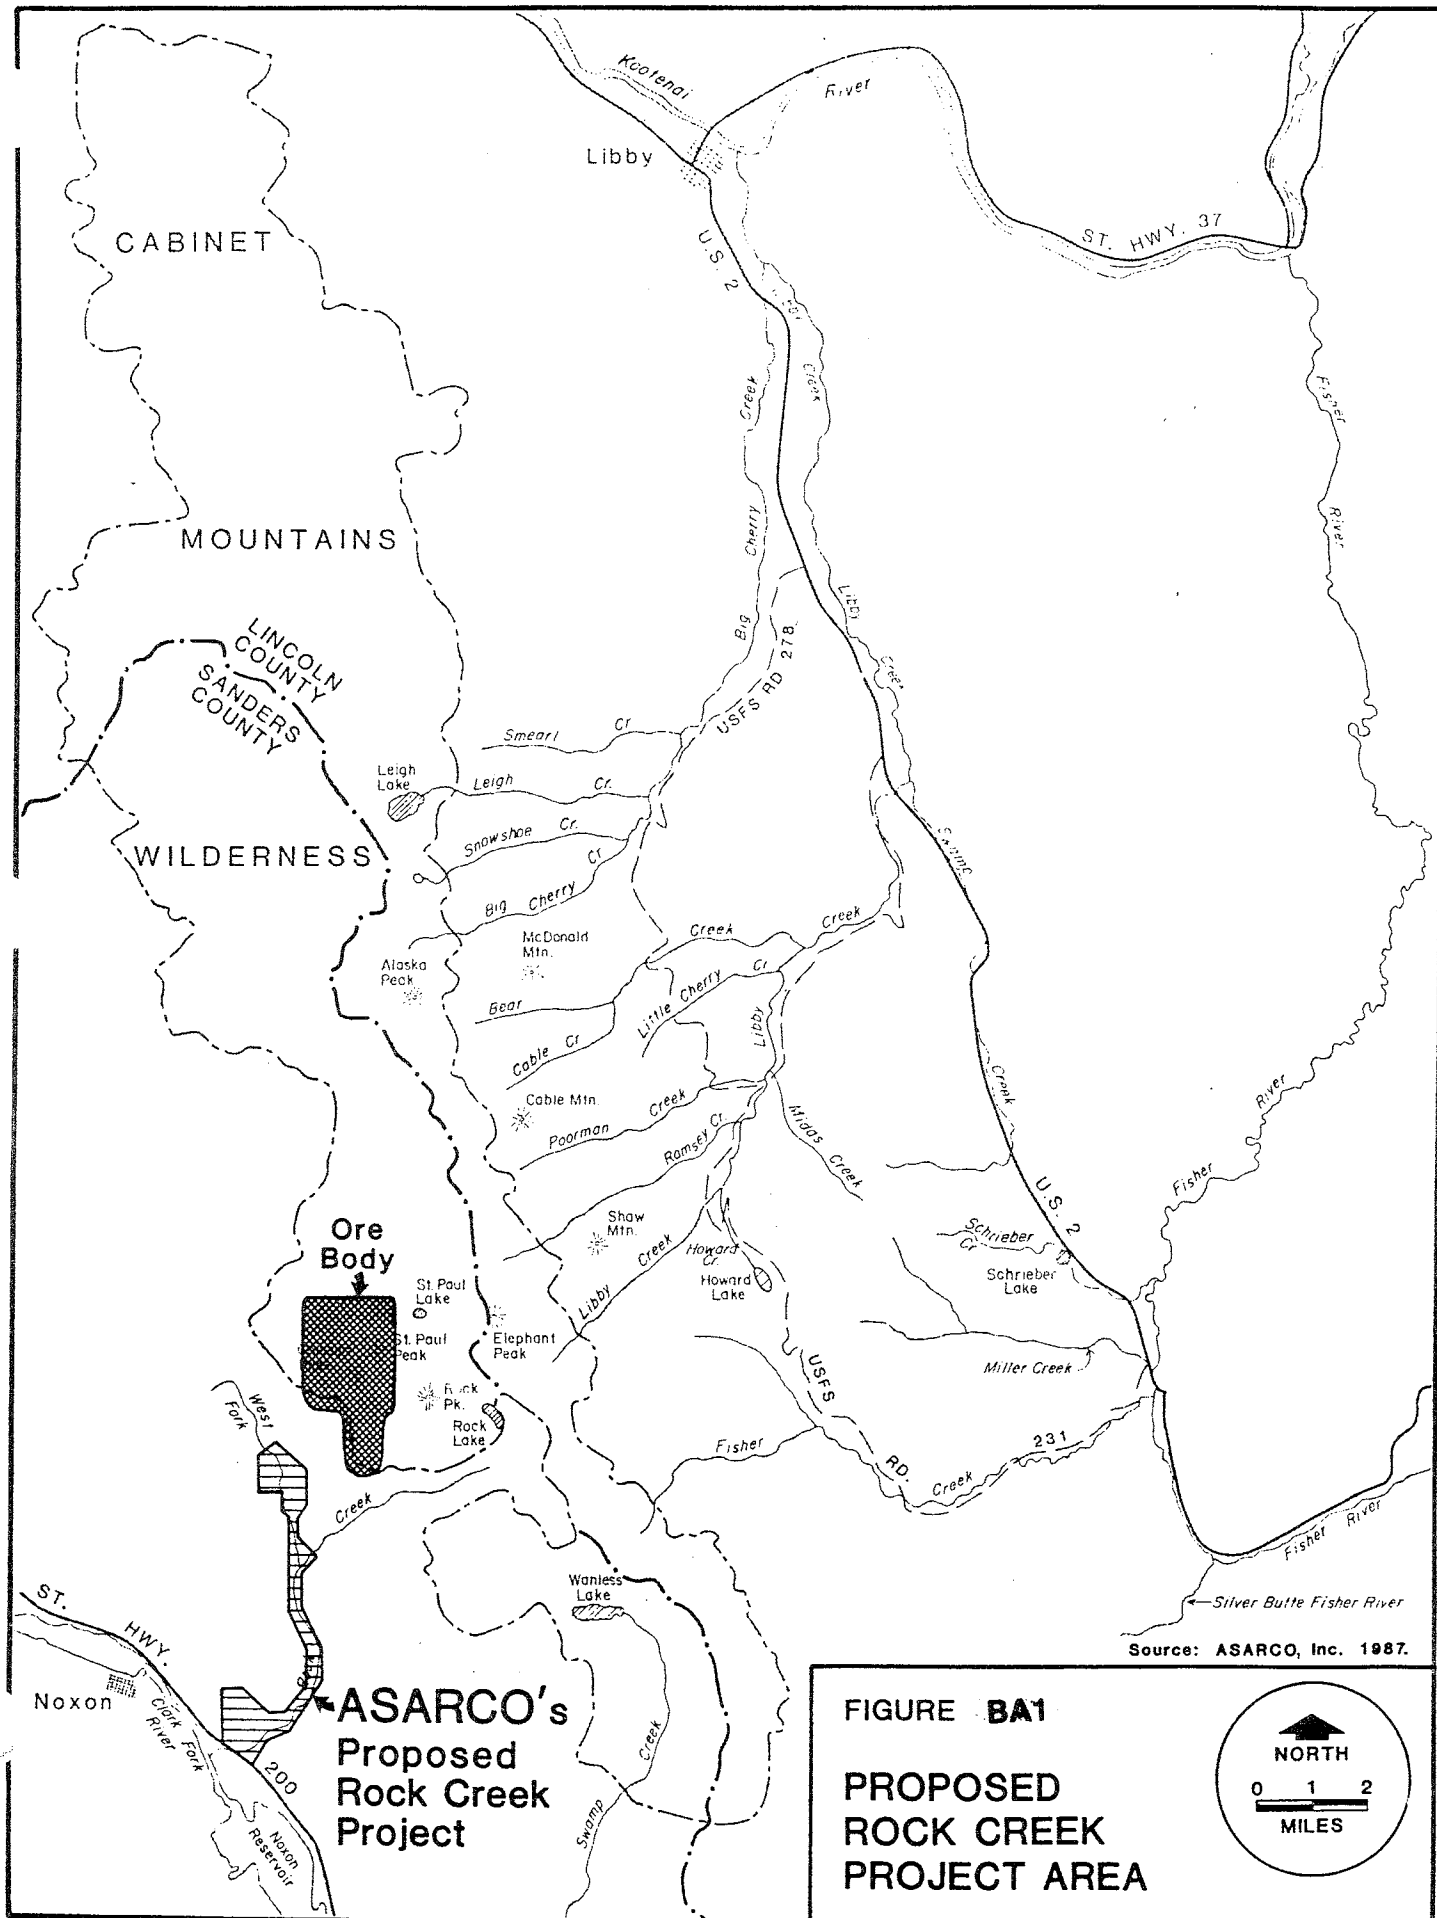 Kootenai
River
Libby
CABINET
ST. HWY. 37
U.S. 2
Creek
Creek
Fisher
Cherry
River
MOUNTAINS
Big
Libby
USFS RD 278
Creek
LINCOLN
COUNTY
SANDERS
COUNTY
Smearl Cr
Leigh
Lake
Leigh Cr.
Snowshoe Cr.
WILDERNESS
Big Cherry Cr
Swamp
Creek
Creek
McDonald
Mtn.
Alaska
Peak
Little Cherry Cr
Bear
Libby
Cable Cr
Creek
River
Cable Mtn.
Poorman Creek
Midas Creek
Ramsey Cr.
Fisher
U.S. 2
Ore
Body
Shaw
Mtn.
Schrieber
Cr
Howard
Cr.
Howard
Lake
Schrieber
Lake
St. Paul
Lake
Libby Creek
St. Paul
Peak
Elephant
Peak
Miller Creek
USFS
RD.
231
West
Fork
Rock
Pk.
Rock
Lake
Fisher
Creek
Creek
Fisher River
Wanless
Lake
Silver Butte Fisher River
ST.
HWY.
200
Source: ASARCO, Inc. 1987.
Noxon
Clark Fork
River
ASARCO's
Proposed
Rock Creek
Project
Creek
Swamp
Noxon
Reservoir
FIGURE BA1
PROPOSED
ROCK CREEK
PROJECT AREA
NORTH
0 1 2
MILES